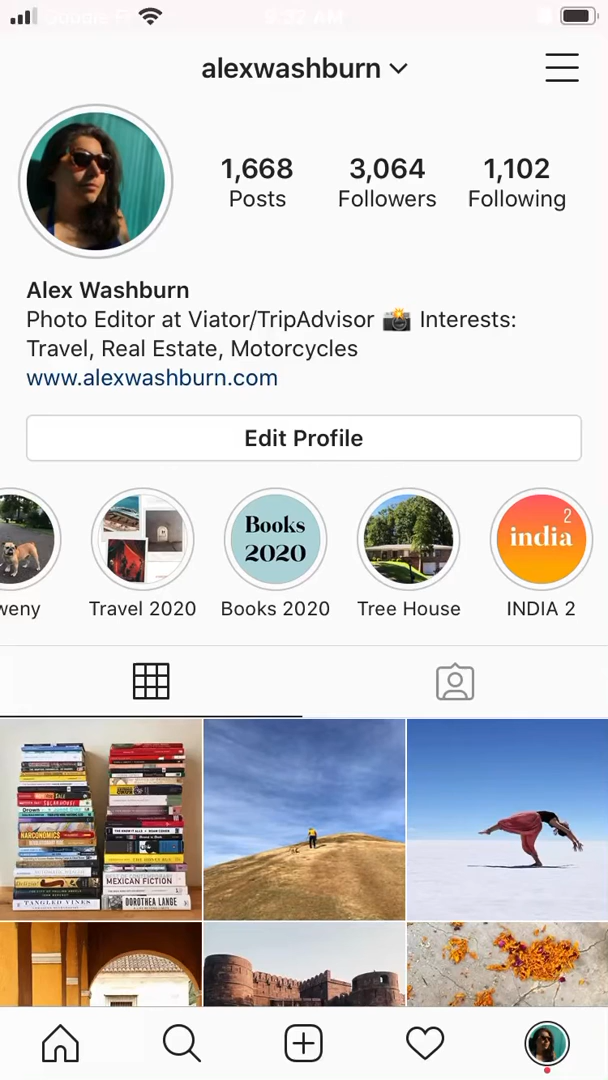 alexwashburn
1,668 3,064 1,102
Posts Followers Following
Alex Washburn
Photo Editor at Viator/TripAdvisor 📸 Interests:
Travel, Real Estate, Motorcycles
www.alexwashburn.com
Edit Profile
Books
2020
india
2
weny Travel 2020 Books 2020 Tree House INDIA 2
NARCONOMICS
MEXICAN FICTION
TANGLED VINES
DOROTHEA LANGE